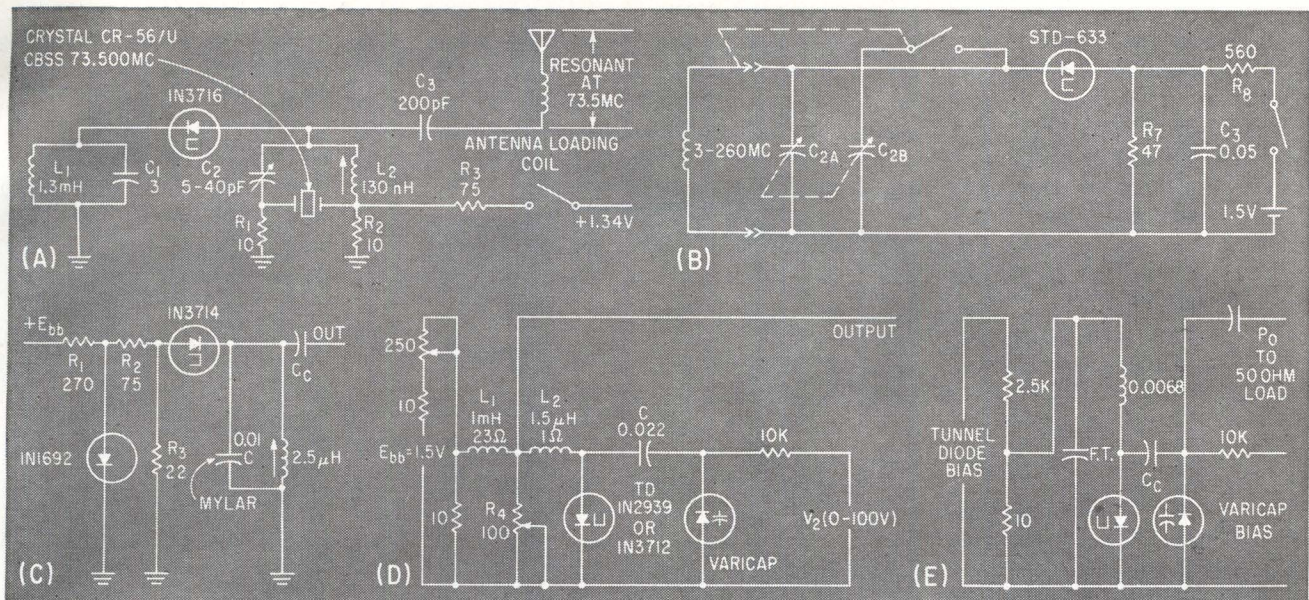 CRYSTAL CR-56/U
CBSS 73.500MC
IN3716
C3
200pF
RESONANT
AT
73.5MC
ANTENNA LOADING
COIL
L1
1.3mH
C1
3
C2
5-40pF
L2
130 nH
R3
75
+1.34V
R1
10
R2
10
(A)
STD-633
560
R8
3-260MC
C2A
C2B
R7
47
C3
0.05
1.5V
(B)
IN3714
+Ebb
R1
270
R2
75
OUT
CC
IN1692
R3
22
0.01
C
2.5μH
MYLAR
(C)
OUTPUT
250
10
L1
1mH
23Ω
L2
1.5μH
1Ω
C
0.022
10K
Ebb=1.5V
10
R4
100
TD
IN2939
OR
IN3712
VARICAP
V2(0-100V)
(D)
PO
TO
50 OHM
LOAD
2.5K
0.0068
TUNNEL
DIODE
BIAS
F.T.
CC
10K
10
VARICAP
BIAS
(E)